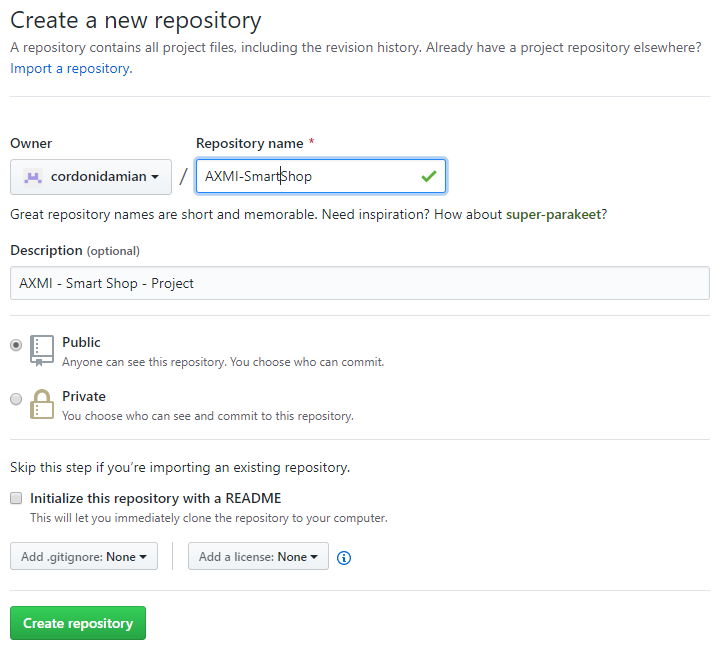 Create a new repository
A repository contains all project files, including the revision history. Already have a project repository elsewhere?
Import a repository.
Owner
Repository name *
cordonidamian / AXMI-SmartShop
Great repository names are short and memorable. Need inspiration? How about super-parakeet?
Description (optional)
AXMI - Smart Shop - Project
Public
Anyone can see this repository. You choose who can commit.
Private
You choose who can see and commit to this repository.
Skip this step if you're importing an existing repository.
Initialize this repository with a README
This will let you immediately clone the repository to your computer.
Add .gitignore: None
Add a license: None
Create repository